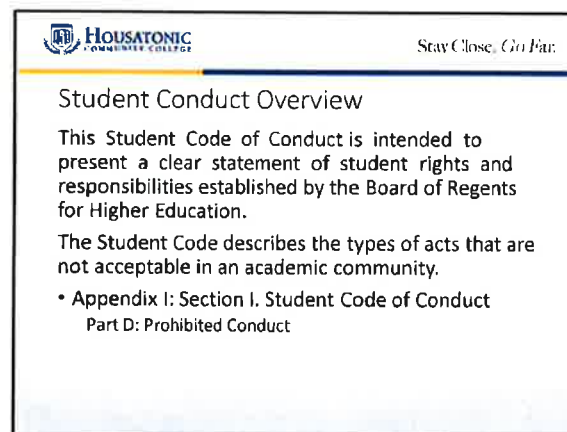 HOUSATONIC
COMMUNITY COLLEGE
Stay Close, Go Far.
Student Conduct Overview
This Student Code of Conduct is intended to
present a clear statement of student rights and
responsibilities established by the Board of Regents
for Higher Education.
The Student Code describes the types of acts that are
not acceptable in an academic community.
• Appendix I: Section I. Student Code of Conduct
Part D: Prohibited Conduct